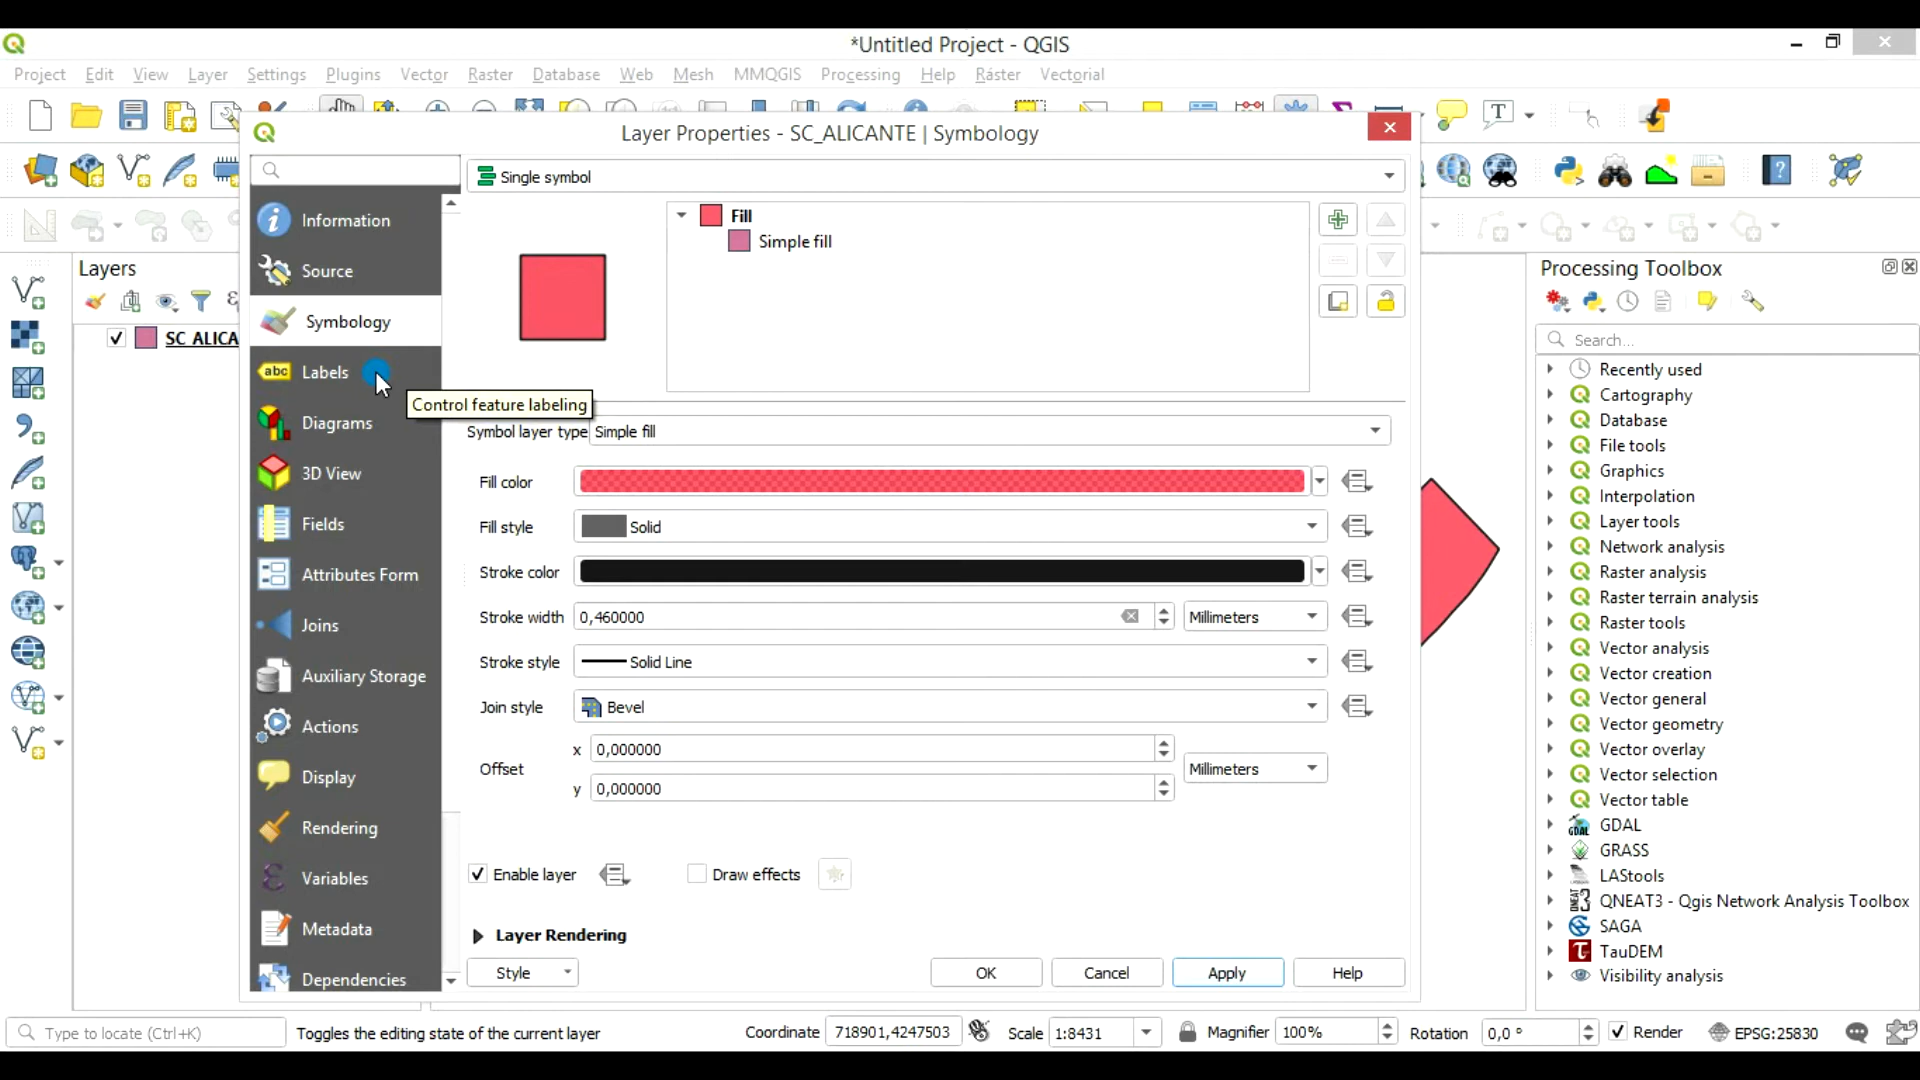 *Untitled Project - QGIS
Project Edit View Layer Settings Plugins Vector Raster Database Web Mesh MMQGIS Processing Help Ráster Vectorial
Layer Properties - SC_ALICANTE | Symbology
T
Single symbol
Information
Source
Symbology
abc Labels
Diagrams
3D View
Fields
Attributes Form
Joins
Auxiliary Storage
Actions
Display
Rendering
Variables
Metadata
Dependencies
Fill
Simple fill
Control feature labeling
Symbol layer type Simple fill
Fill color
Fill style Solid
Stroke color
Stroke width 0,460000 Millimeters
Stroke style Solid Line
Join style Bevel
Offset x 0,000000 Millimeters
y 0,000000
Enable layer Draw effects
Layer Rendering
Style OK Cancel Apply Help
Layers
SC ALICA
Processing Toolbox
Search...
Recently used
Cartography
Database
File tools
Graphics
Interpolation
Layer tools
Network analysis
Raster analysis
Raster terrain analysis
Raster tools
Vector analysis
Vector creation
Vector general
Vector geometry
Vector overlay
Vector selection
Vector table
GDAL GDAL
GRASS
LAStools
QNEAT3 QNEAT3 - Qgis Network Analysis Toolbox
SAGA
TauDEM
Visibility analysis
Type to locate (Ctrl+K) Toggles the editing state of the current layer Coordinate 718901,4247503 Scale 1:8431 Magnifier 100% Rotation 0,0 ° Render EPSG:25830